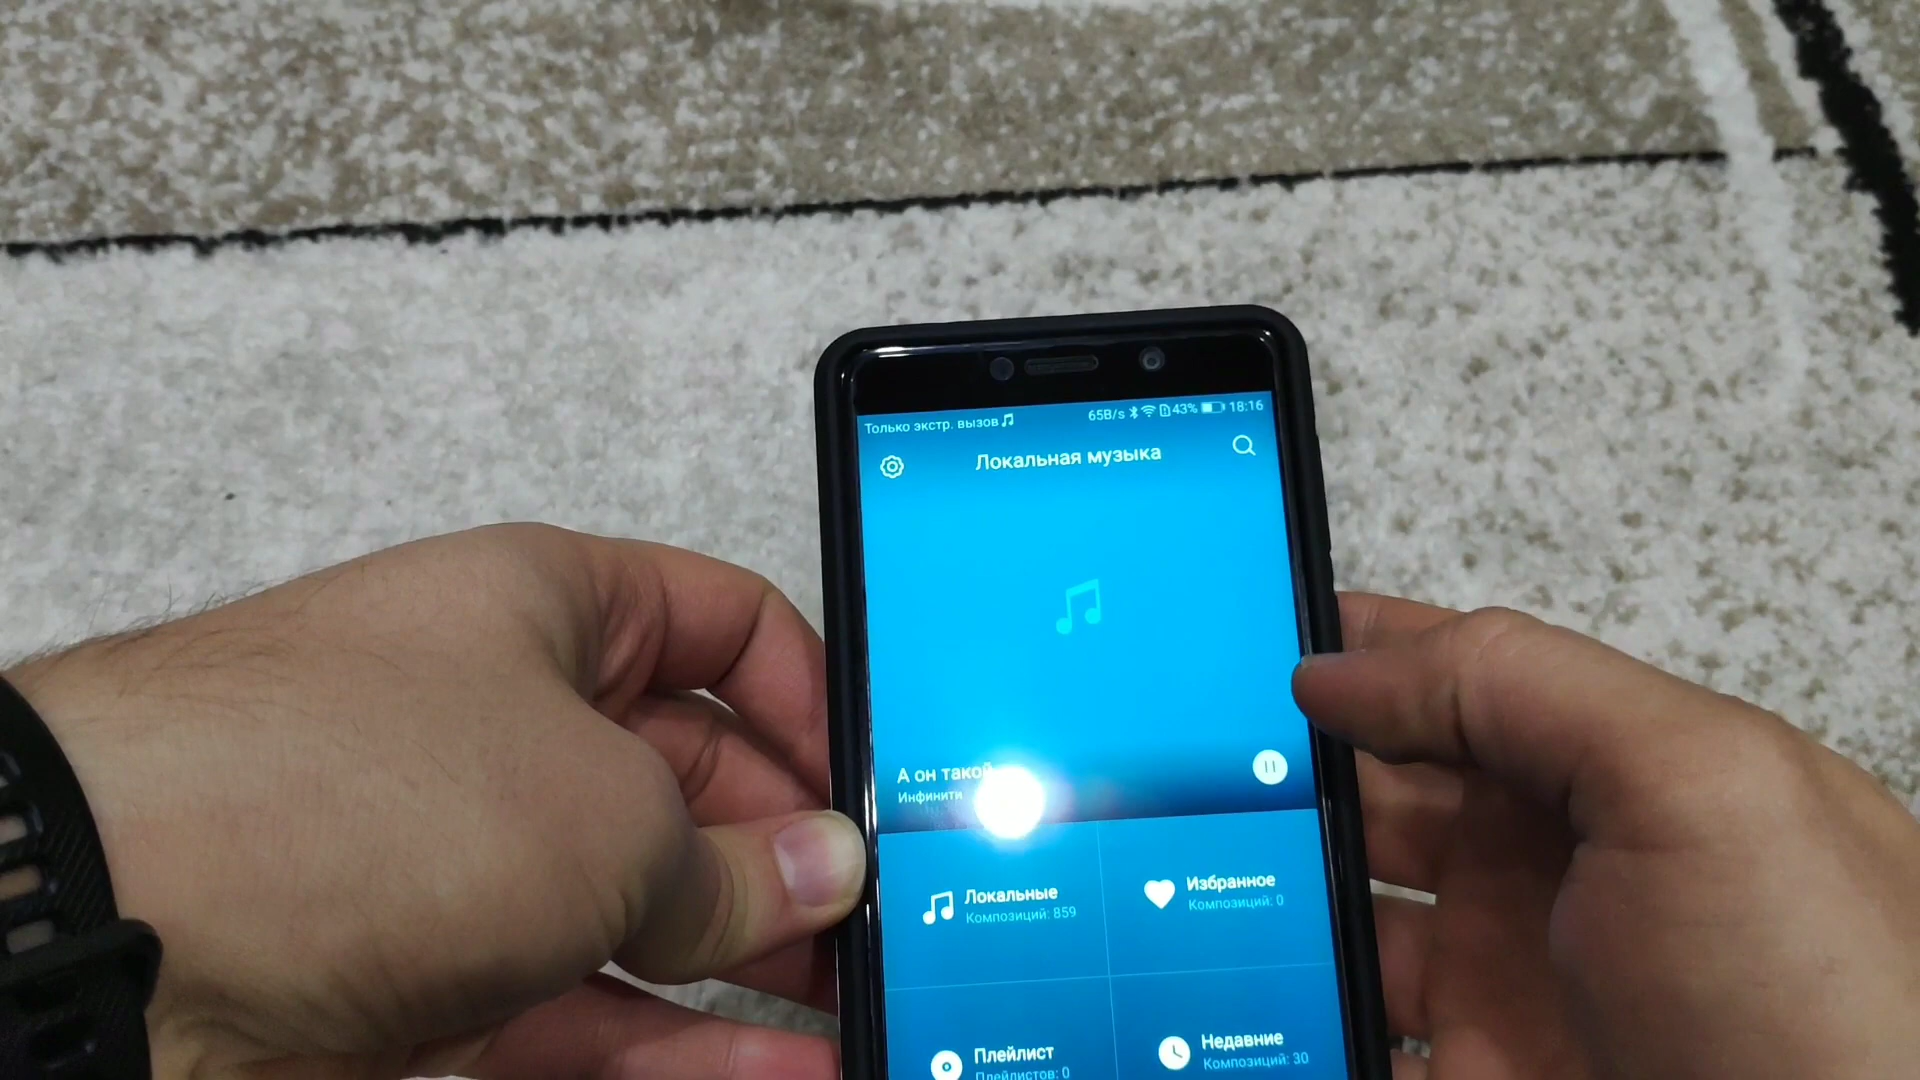 Только экстр. вызов 65B/s 43% 18:16
Локальная музыка
А он такой
Инфинити
Локальные
Композиций: 859
Избранное
Композиций: 0
Плейлист
Плейлистов: 0
Недавние
Композиций: 30